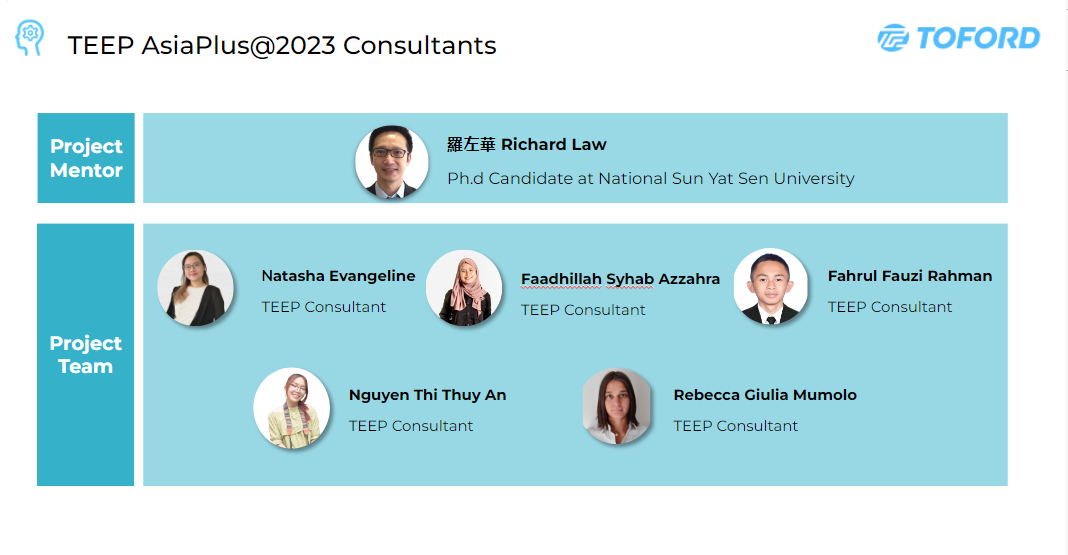 TEEP AsiaPlus@2023 Consultants
TOFORD
Project
Mentor
羅左華 Richard Law
Ph.d Candidate at National Sun Yat Sen University
Project
Team
Natasha Evangeline
TEEP Consultant
Faadhillah Syhab Azzahra
TEEP Consultant
Fahrul Fauzi Rahman
TEEP Consultant
Nguyen Thi Thuy An
TEEP Consultant
Rebecca Giulia Mumolo
TEEP Consultant